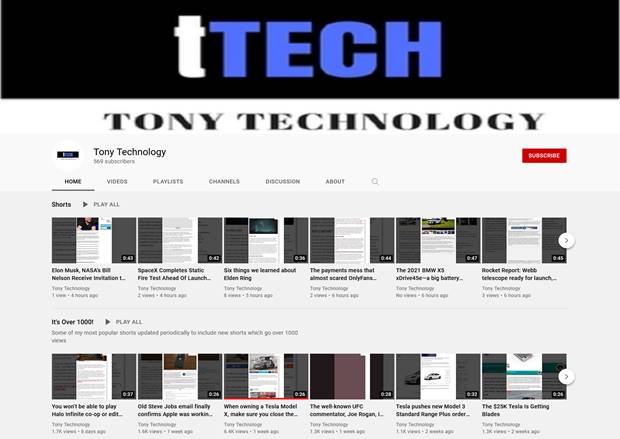 tTECH
TONY TECHNOLOGY
Tony Technology
569 subscribers
SUBSCRIBE
HOME VIDEOS PLAYLISTS CHANNELS DISCUSSION ABOUT
Shorts PLAY ALL
0:43 0:42 0:36 0:44 0:47 0:45
Elon Musk, NASA's Bill Nelson Receive Invitation t...
Tony Technology
1 view • 4 hours ago
SpaceX Completes Static Fire Test Ahead Of Launch...
Tony Technology
2 views • 4 hours ago
Six things we learned about Elden Ring
Tony Technology
8 views • 5 hours ago
The payments mess that almost scared OnlyFans...
Tony Technology
2 views • 6 hours ago
The 2021 BMW X5 xDrive45e—a big battery...
Tony Technology
No views • 6 hours ago
Rocket Report: Webb telescope ready for launch,...
Tony Technology
3 views • 6 hours ago
It's Over 1000! PLAY ALL
Some of my most popular shorts updated periodically to include new shorts which go over 1000
views
0:37 0:26 0:26 0:28 0:32 0:26
You won't be able to play Halo Infinite co-op or edit...
Tony Technology
1.7K views • 6 days ago
Old Steve Jobs email finally confirms Apple was workin...
Tony Technology
1.6K views • 1 week ago
When owning a Tesla Model X, make sure you close the...
Tony Technology
6.4K views • 1 week ago
The well-known UFC commentator, Joe Rogan, i...
Tony Technology
1.3K views • 1 week ago
Tesla pushes new Model 3 Standard Range Plus order...
Tony Technology
1.1K views • 2 weeks ago
The $25K Tesla Is Getting Blades
Tony Technology
1.3K views • 2 weeks ago